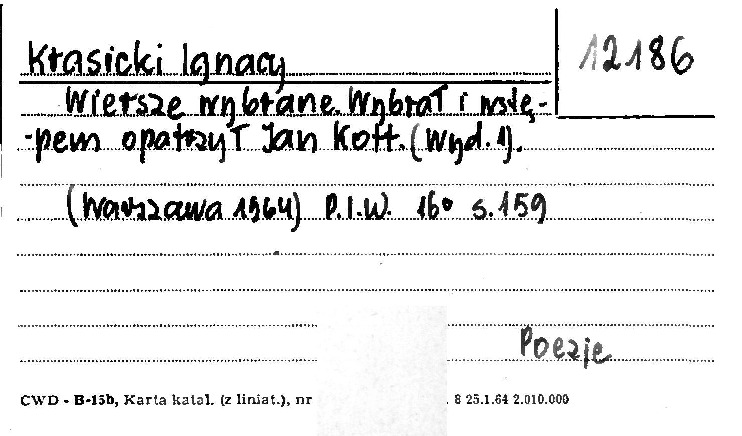 12186
Krasicki Ignacy
Wiersze wybrane. Wybrał i wstę-
-pem opatrzył Jan Kott. (Wyd. 1).
(Warszawa 1964) P.I.W. 16° s. 159
Poezje
CWD - B-15b, Karta katal. (z liniat.), nr 8 25.1.64 2.010.000